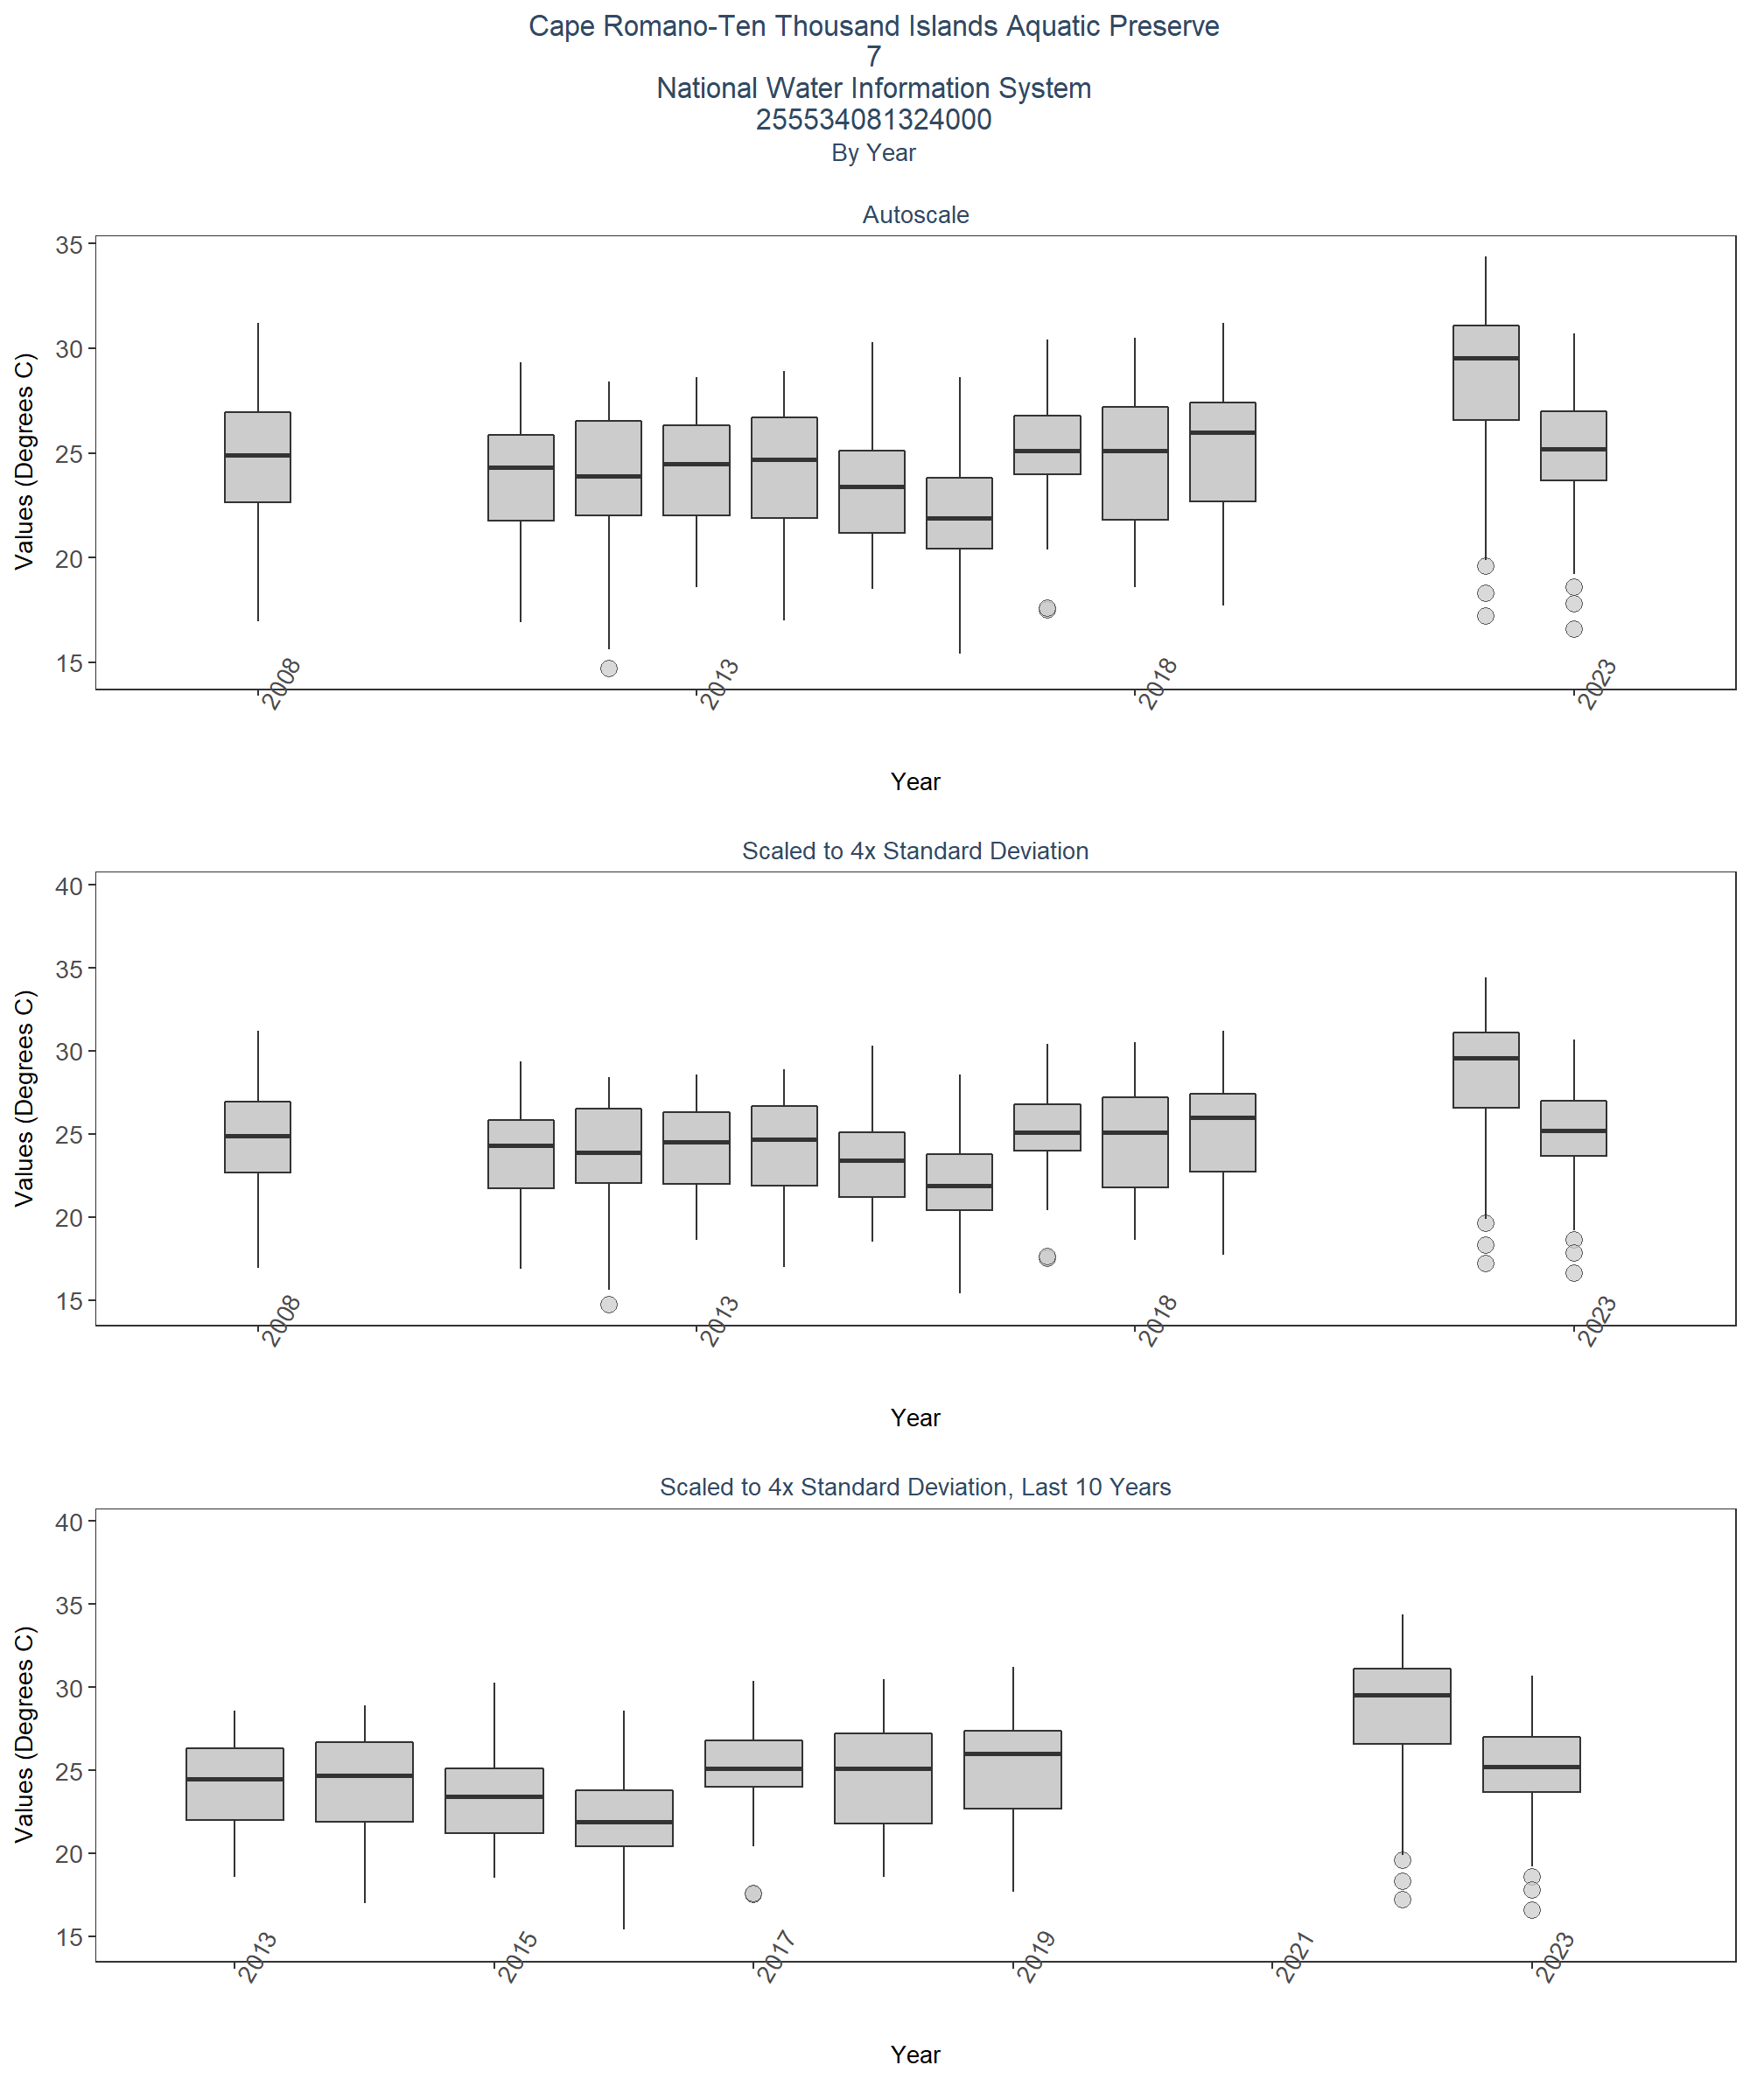 Cape Romano-Ten Thousand Islands Aquatic Preserve
7
National Water Information System
255534081324000
By Year
Autoscale
35
30
25
20
15
Values (Degrees C)
2008
2013
2018
2023
Year
Scaled to 4x Standard Deviation
40
35
30
25
20
15
Values (Degrees C)
2008
2013
2018
2023
Year
Scaled to 4x Standard Deviation, Last 10 Years
40
35
30
25
20
15
Values (Degrees C)
2013
2015
2017
2019
2021
2023
Year